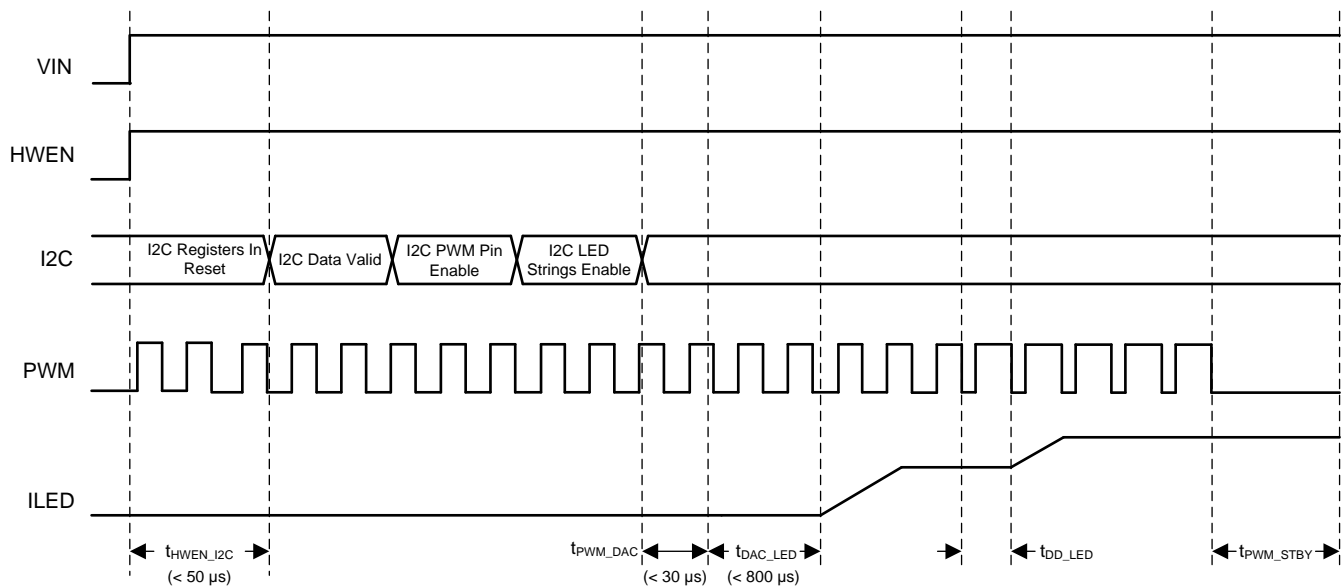 VIN
HWEN
I2C
I2C Registers In
Reset
I2C Data Valid
I2C PWM Pin
Enable
I2C LED
Strings Enable
PWM
ILED
tHWEN_I2C
(< 50 µs)
tPWM_DAC
(< 30 µs)
tDAC_LED
(< 800 µs)
tDD_LED
tPWM_STBY